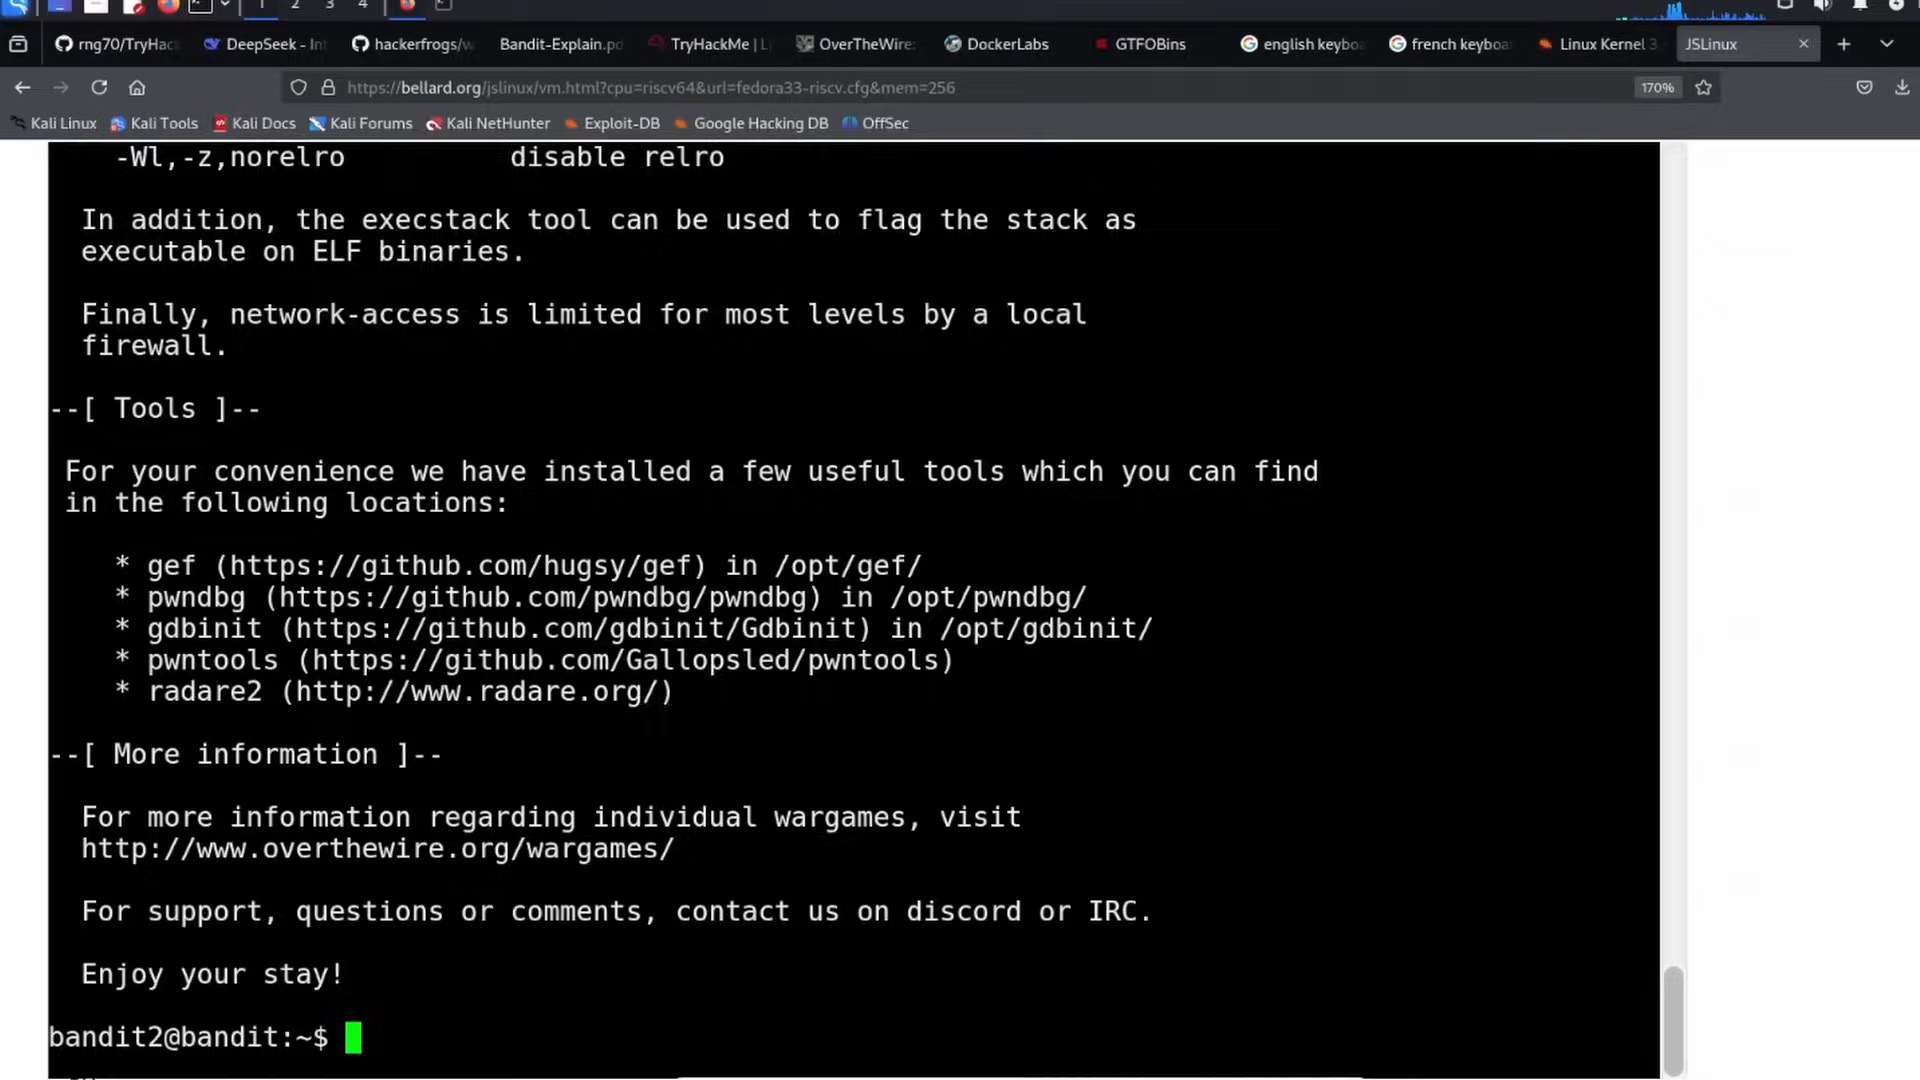 1 2 3 4
rng70/TryHac
DeepSeek - Int
hackerfrogs/w
Bandit-Explain.pd
TryHackMe | L
OverTheWire:
DockerLabs
GTFOBins
english keyboa
french keyboa
Linux Kernel 3
JSLinux
https://bellard.org/jslinux/vm.html?cpu=riscv64&url=fedora33-riscv.cfg&mem=256
170%
Kali Linux
Kali Tools
Kali Docs
Kali Forums
Kali NetHunter
Exploit-DB
Google Hacking DB
OffSec
-Wl,-z,norelro disable relro
In addition, the execstack tool can be used to flag the stack as
executable on ELF binaries.
Finally, network-access is limited for most levels by a local
firewall.
--[ Tools ]--
For your convenience we have installed a few useful tools which you can find
in the following locations:
* gef (https://github.com/hugsy/gef) in /opt/gef/
* pwndbg (https://github.com/pwndbg/pwndbg) in /opt/pwndbg/
* gdbinit (https://github.com/gdbinit/Gdbinit) in /opt/gdbinit/
* pwntools (https://github.com/Gallopsled/pwntools)
* radare2 (http://www.radare.org/)
--[ More information ]--
For more information regarding individual wargames, visit
http://www.overthewire.org/wargames/
For support, questions or comments, contact us on discord or IRC.
Enjoy your stay!
bandit2@bandit:~$